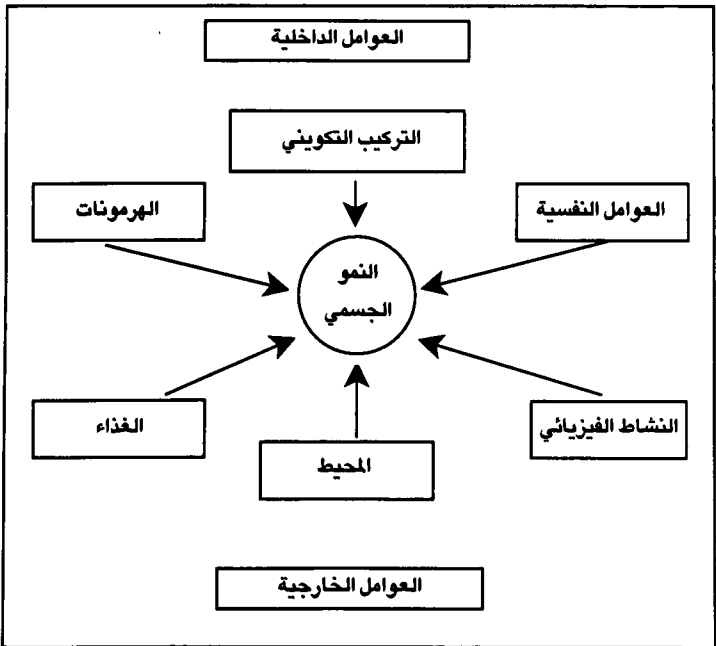 العوامل الداخلية
التركيب التكويني
العوامل النفسية
الهرمونات
النمو
الجسمي
النشاط الفيزيائي
الغذاء
المحيط
العوامل الخارجية